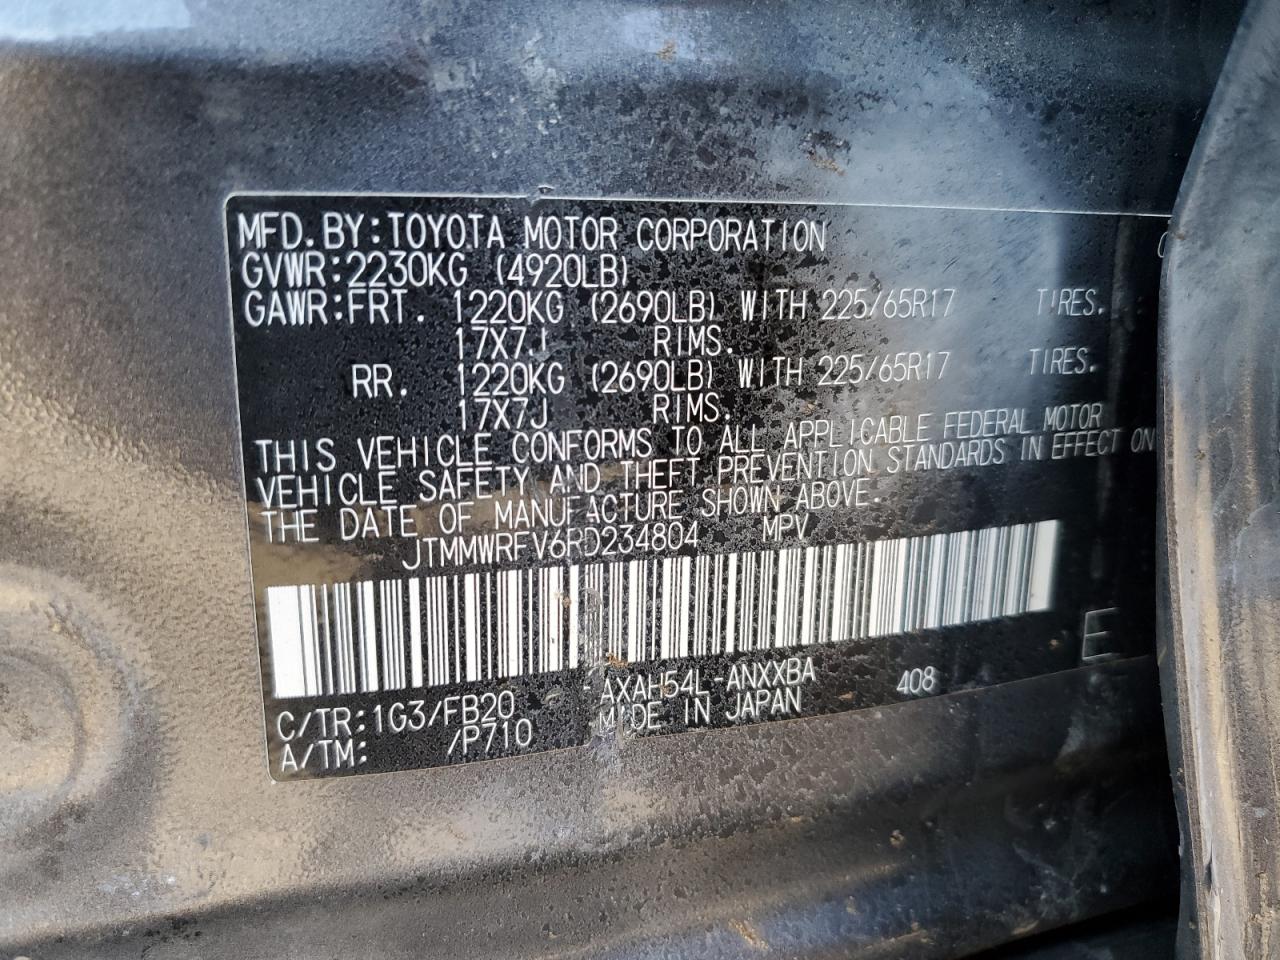 MFD.BY:TOYOTA MOTOR CORPORATION
GVWR:2230KG (4920LB)
GAWR:FRT. 1220KG (2690LB) WITH 225/65R17 TIRES.
17X7J RIMS.
RR. 1220KG (2690LB) WITH 225/65R17 TIRES.
17X7J RIMS.
THIS VEHICLE CONFORMS TO ALL APPLICABLE FEDERAL MOTOR
VEHICLE SAFETY AND THEFT PREVENTION STANDARDS IN EFFECT ON
THE DATE OF MANUFACTURE SHOWN ABOVE.
JTMMWRFV6RD234804 MPV
E
C/TR:1G3/FB20 -AXAH54L-ANXXBA 408
A/TM: /P710 MADE IN JAPAN